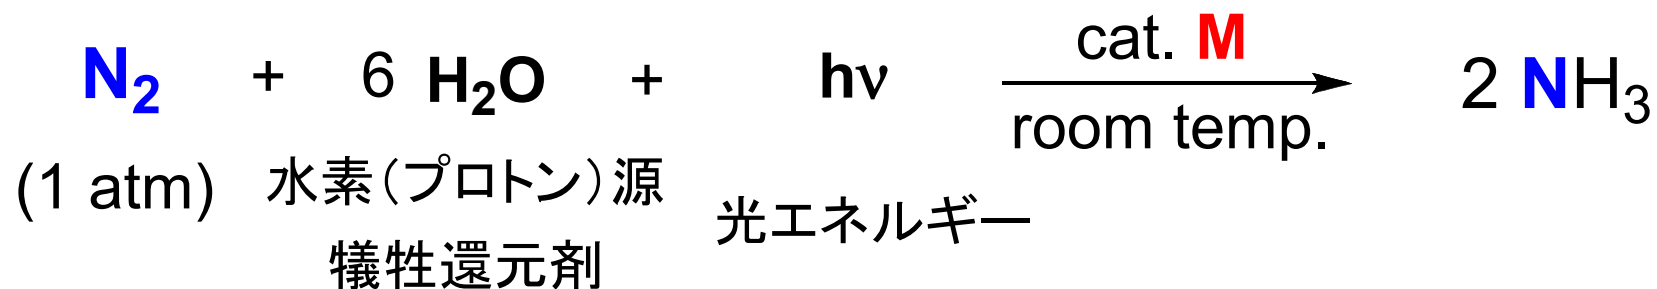 cat. M
N₂ + 6 H₂O + hν 2 NH₃
room temp.
(1 atm) 水素(プロトン)源 光エネルギー
犠牲還元剤